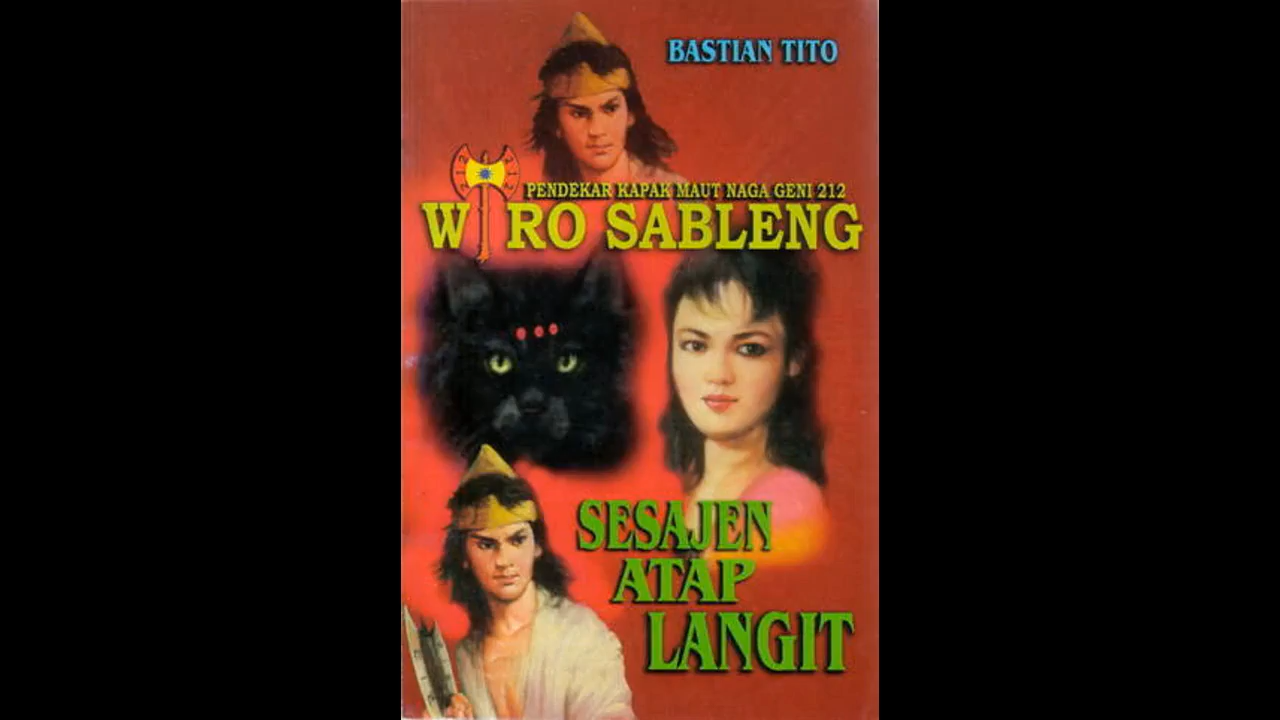 BASTIAN TITO
PENDEKAR KAPAK MAUT NAGA GENI 212
WIRO SABLENG
SESAJEN
ATAP
LANGIT